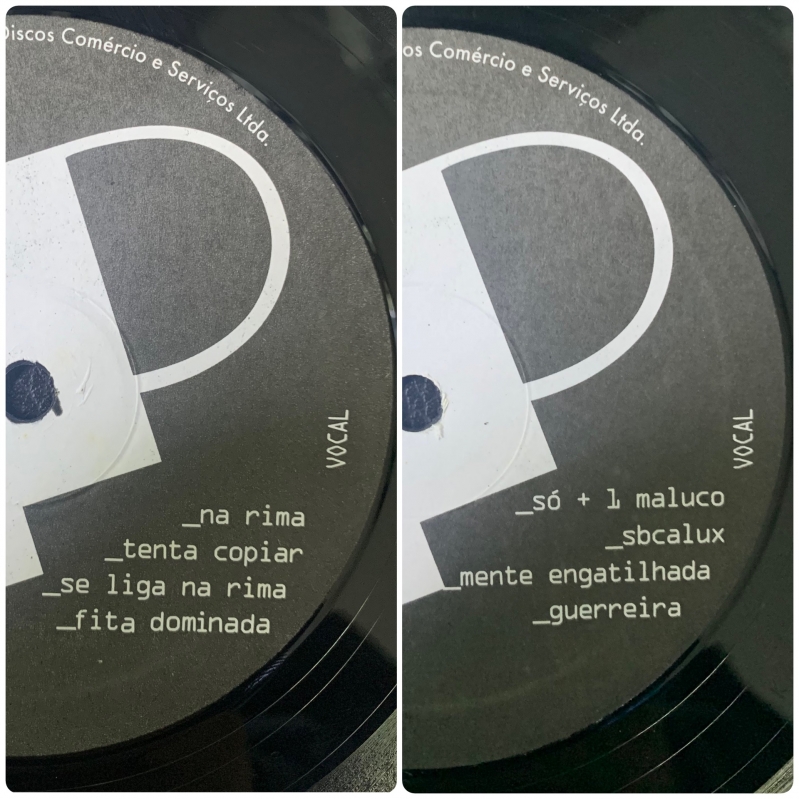 Discos Comércio e Serviços Ltda.
VOCAL
_na rima
_tenta copiar
_se liga na rima
_fita dominada
os Comércio e Serviços Ltda.
VOCAL
_só + 1 maluco
_sbcalux
_mente engatilhada
_guerreira